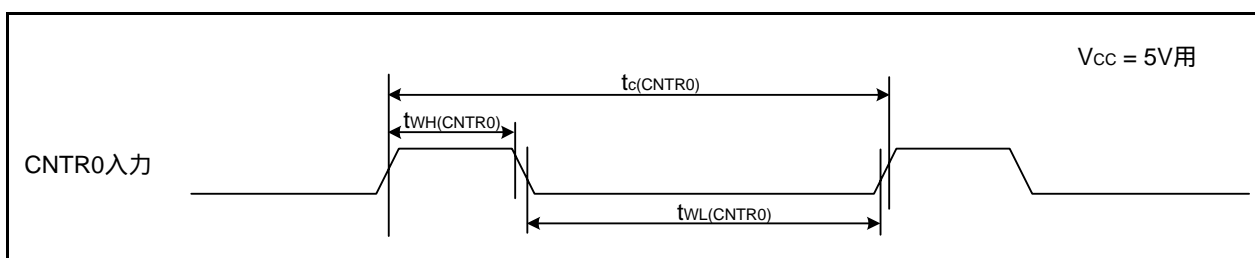 Vcc = 5V用
tc(CNTR0)
tWH(CNTR0)
CNTR0入力
tWL(CNTR0)